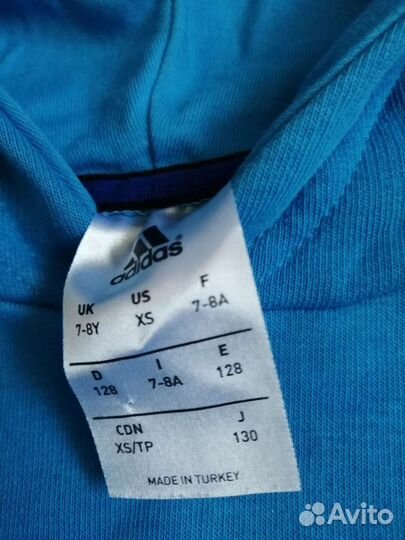 adidas
UK US F
7-8Y XS 7-8A
D I E
128 7-8A 128
CDN J
XS/TP 130
MADE IN TURKEY
Avito